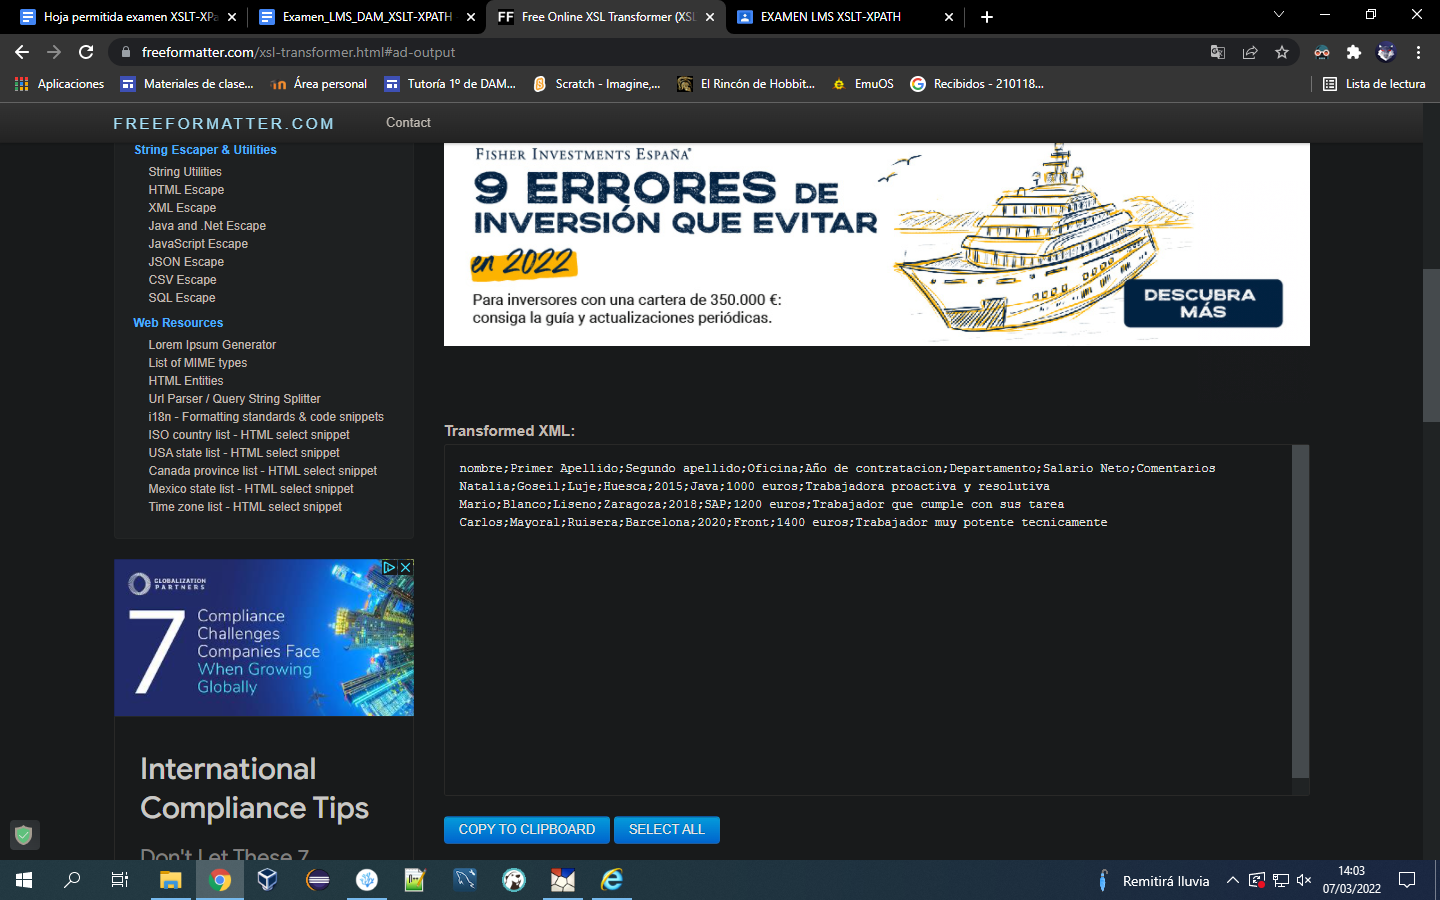 Hoja permitida examen XSLT-XPa
Examen_LMS_DAM_XSLT-XPATH
Free Online XSL Transformer (XSL
EXAMEN LMS XSLT-XPATH
freeformatter.com/xsl-transformer.html#ad-output
Aplicaciones
Materiales de clase...
Área personal
Tutoría 1º de DAM...
Scratch - Imagine,...
El Rincón de Hobbit...
EmuOS
Recibidos - 210118...
Lista de lectura
FREEFORMATTER.COM
Contact
String Escaper & Utilities
String Utilities
HTML Escape
XML Escape
Java and .Net Escape
JavaScript Escape
JSON Escape
CSV Escape
SQL Escape
Web Resources
Lorem Ipsum Generator
List of MIME types
HTML Entities
Url Parser / Query String Splitter
i18n - Formatting standards & code snippets
ISO country list - HTML select snippet
USA state list - HTML select snippet
Canada province list - HTML select snippet
Mexico state list - HTML select snippet
Time zone list - HTML select snippet
FISHER INVESTMENTS ESPAÑA®
9 ERRORES DE
INVERSIÓN QUE EVITAR
en 2022
Para inversores con una cartera de 350.000 €:
consiga la guía y actualizaciones periódicas.
DESCUBRA
MÁS
Transformed XML:
nombre;Primer Apellido;Segundo apellido;Oficina;Año de contratacion;Departamento;Salario Neto;Comentarios
Natalia;Goseil;Luje;Huesca;2015;Java;1000 euros;Trabajadora proactiva y resolutiva
Mario;Blanco;Liseno;Zaragoza;2018;SAP;1200 euros;Trabajador que cumple con sus tarea
Carlos;Mayoral;Ruisera;Barcelona;2020;Front;1400 euros;Trabajador muy potente tecnicamente
COPY TO CLIPBOARD
SELECT ALL
GLOBALIZATION
PARTNERS
7
Compliance
Challenges
Companies Face
When Growing
Globally
International
Compliance Tips
Don't Let These 7
Remitirá lluvia
14:03
07/03/2022